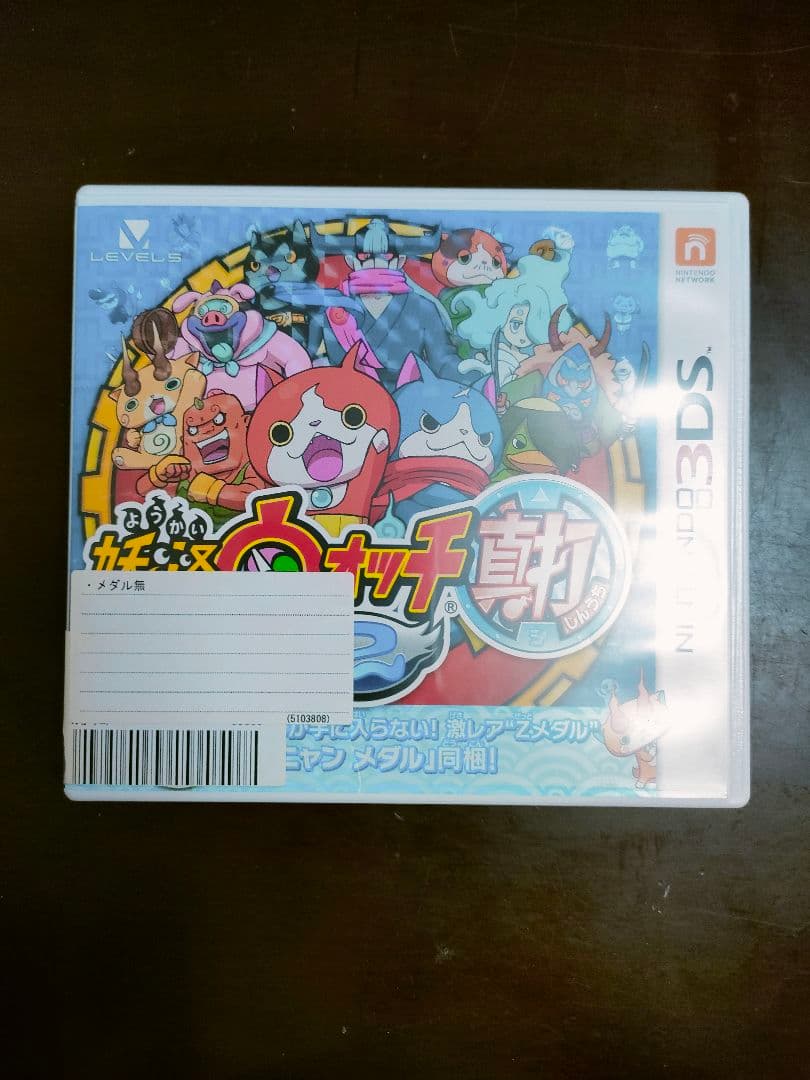 LEVEL5
NINTENDO
NETWORK
NINTENDO3DS™
ようかい
妖怪ウォッチ®
2
真打
しんうち
・メダル無
(5103808)
が手に入らない! 激レア“Zメダル”
ニャン メダル」同梱!